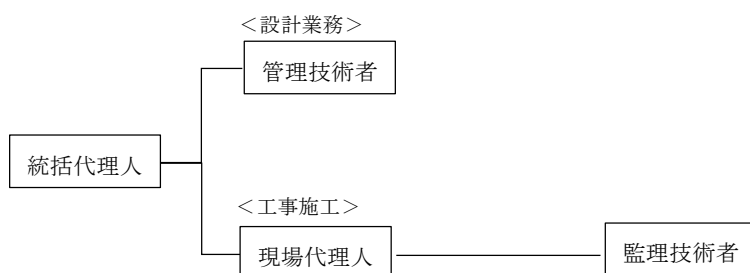 <設計業務>
管理技術者
統括代理人
<工事施工>
現場代理人
監理技術者